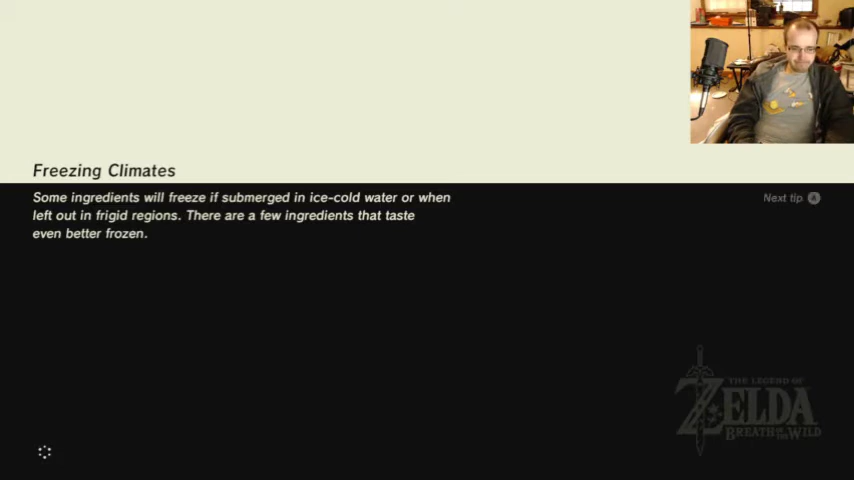 Freezing Climates
Some ingredients will freeze if submerged in ice-cold water or when
left out in frigid regions. There are a few ingredients that taste
even better frozen.
Next tip A
THE LEGEND OF
ZELDA
BREATH OF THE WILD